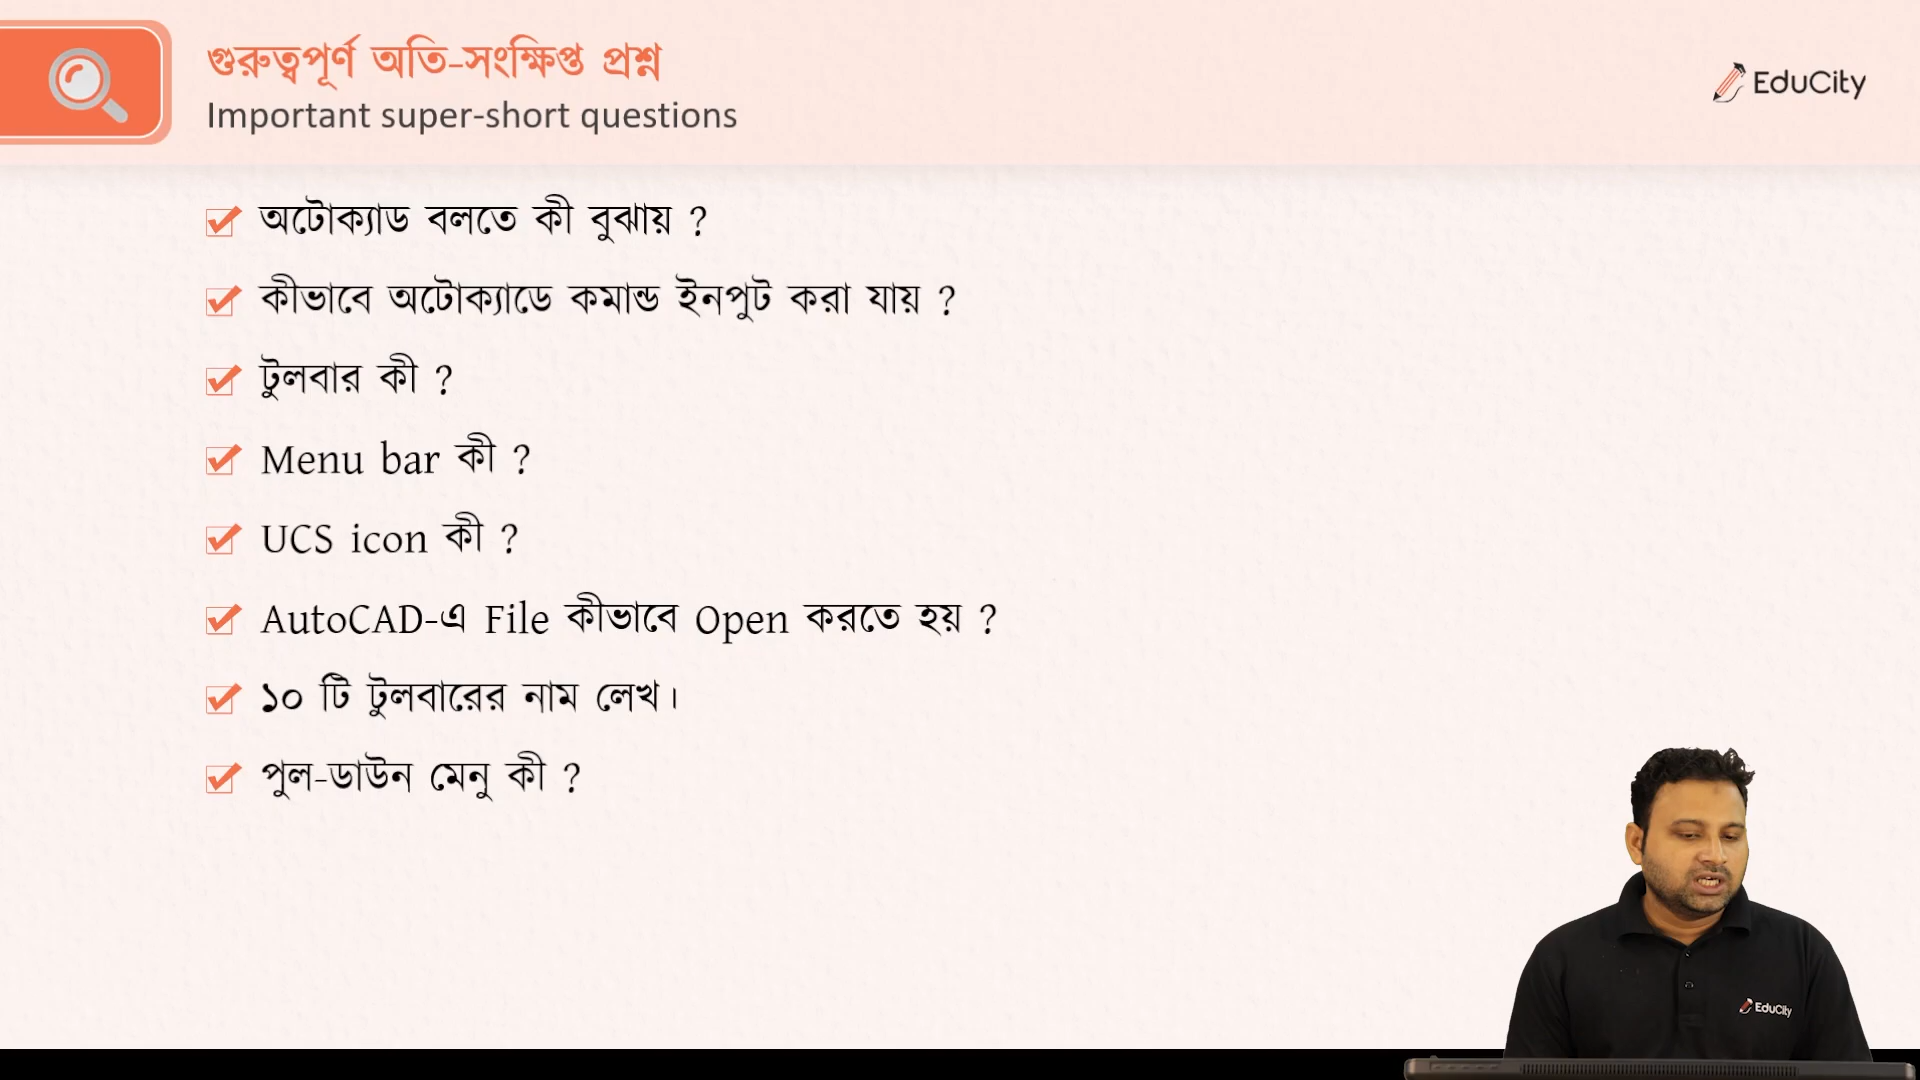 গুরুত্বপূর্ণ অতি-সংক্ষিপ্ত প্রশ্ন
Important super-short questions
EduCity
অটোক্যাড বলতে কী বুঝায় ?
কীভাবে অটোক্যাডে কমান্ড ইনপুট করা যায় ?
টুলবার কী ?
Menu bar কী ?
UCS icon কী ?
AutoCAD-এ File কীভাবে Open করতে হয় ?
১০ টি টুলবারের নাম লেখ।
পুল-ডাউন মেনু কী ?
EduCity